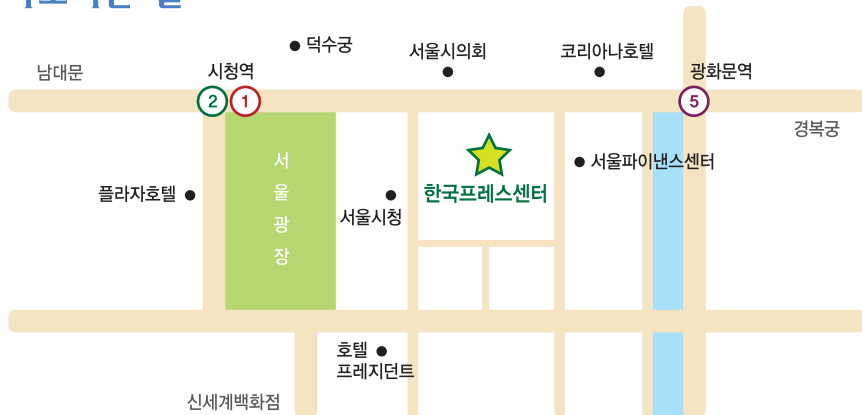 덕수궁
서울시의회
코리아나호텔
남대문
시청역
광화문역
2
1
5
경복궁
서
울
광
장
서울파이낸스센터
플라자호텔
한국프레스센터
서울시청
호텔
프레지던트
신세계백화점